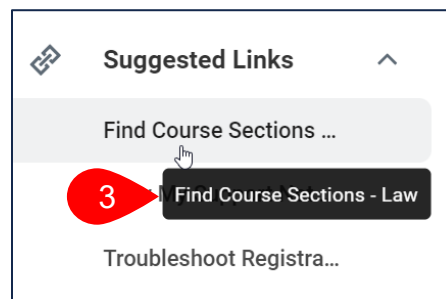 Suggested Links
Find Course Sections ...
3 Find Course Sections - Law
Troubleshoot Registra...